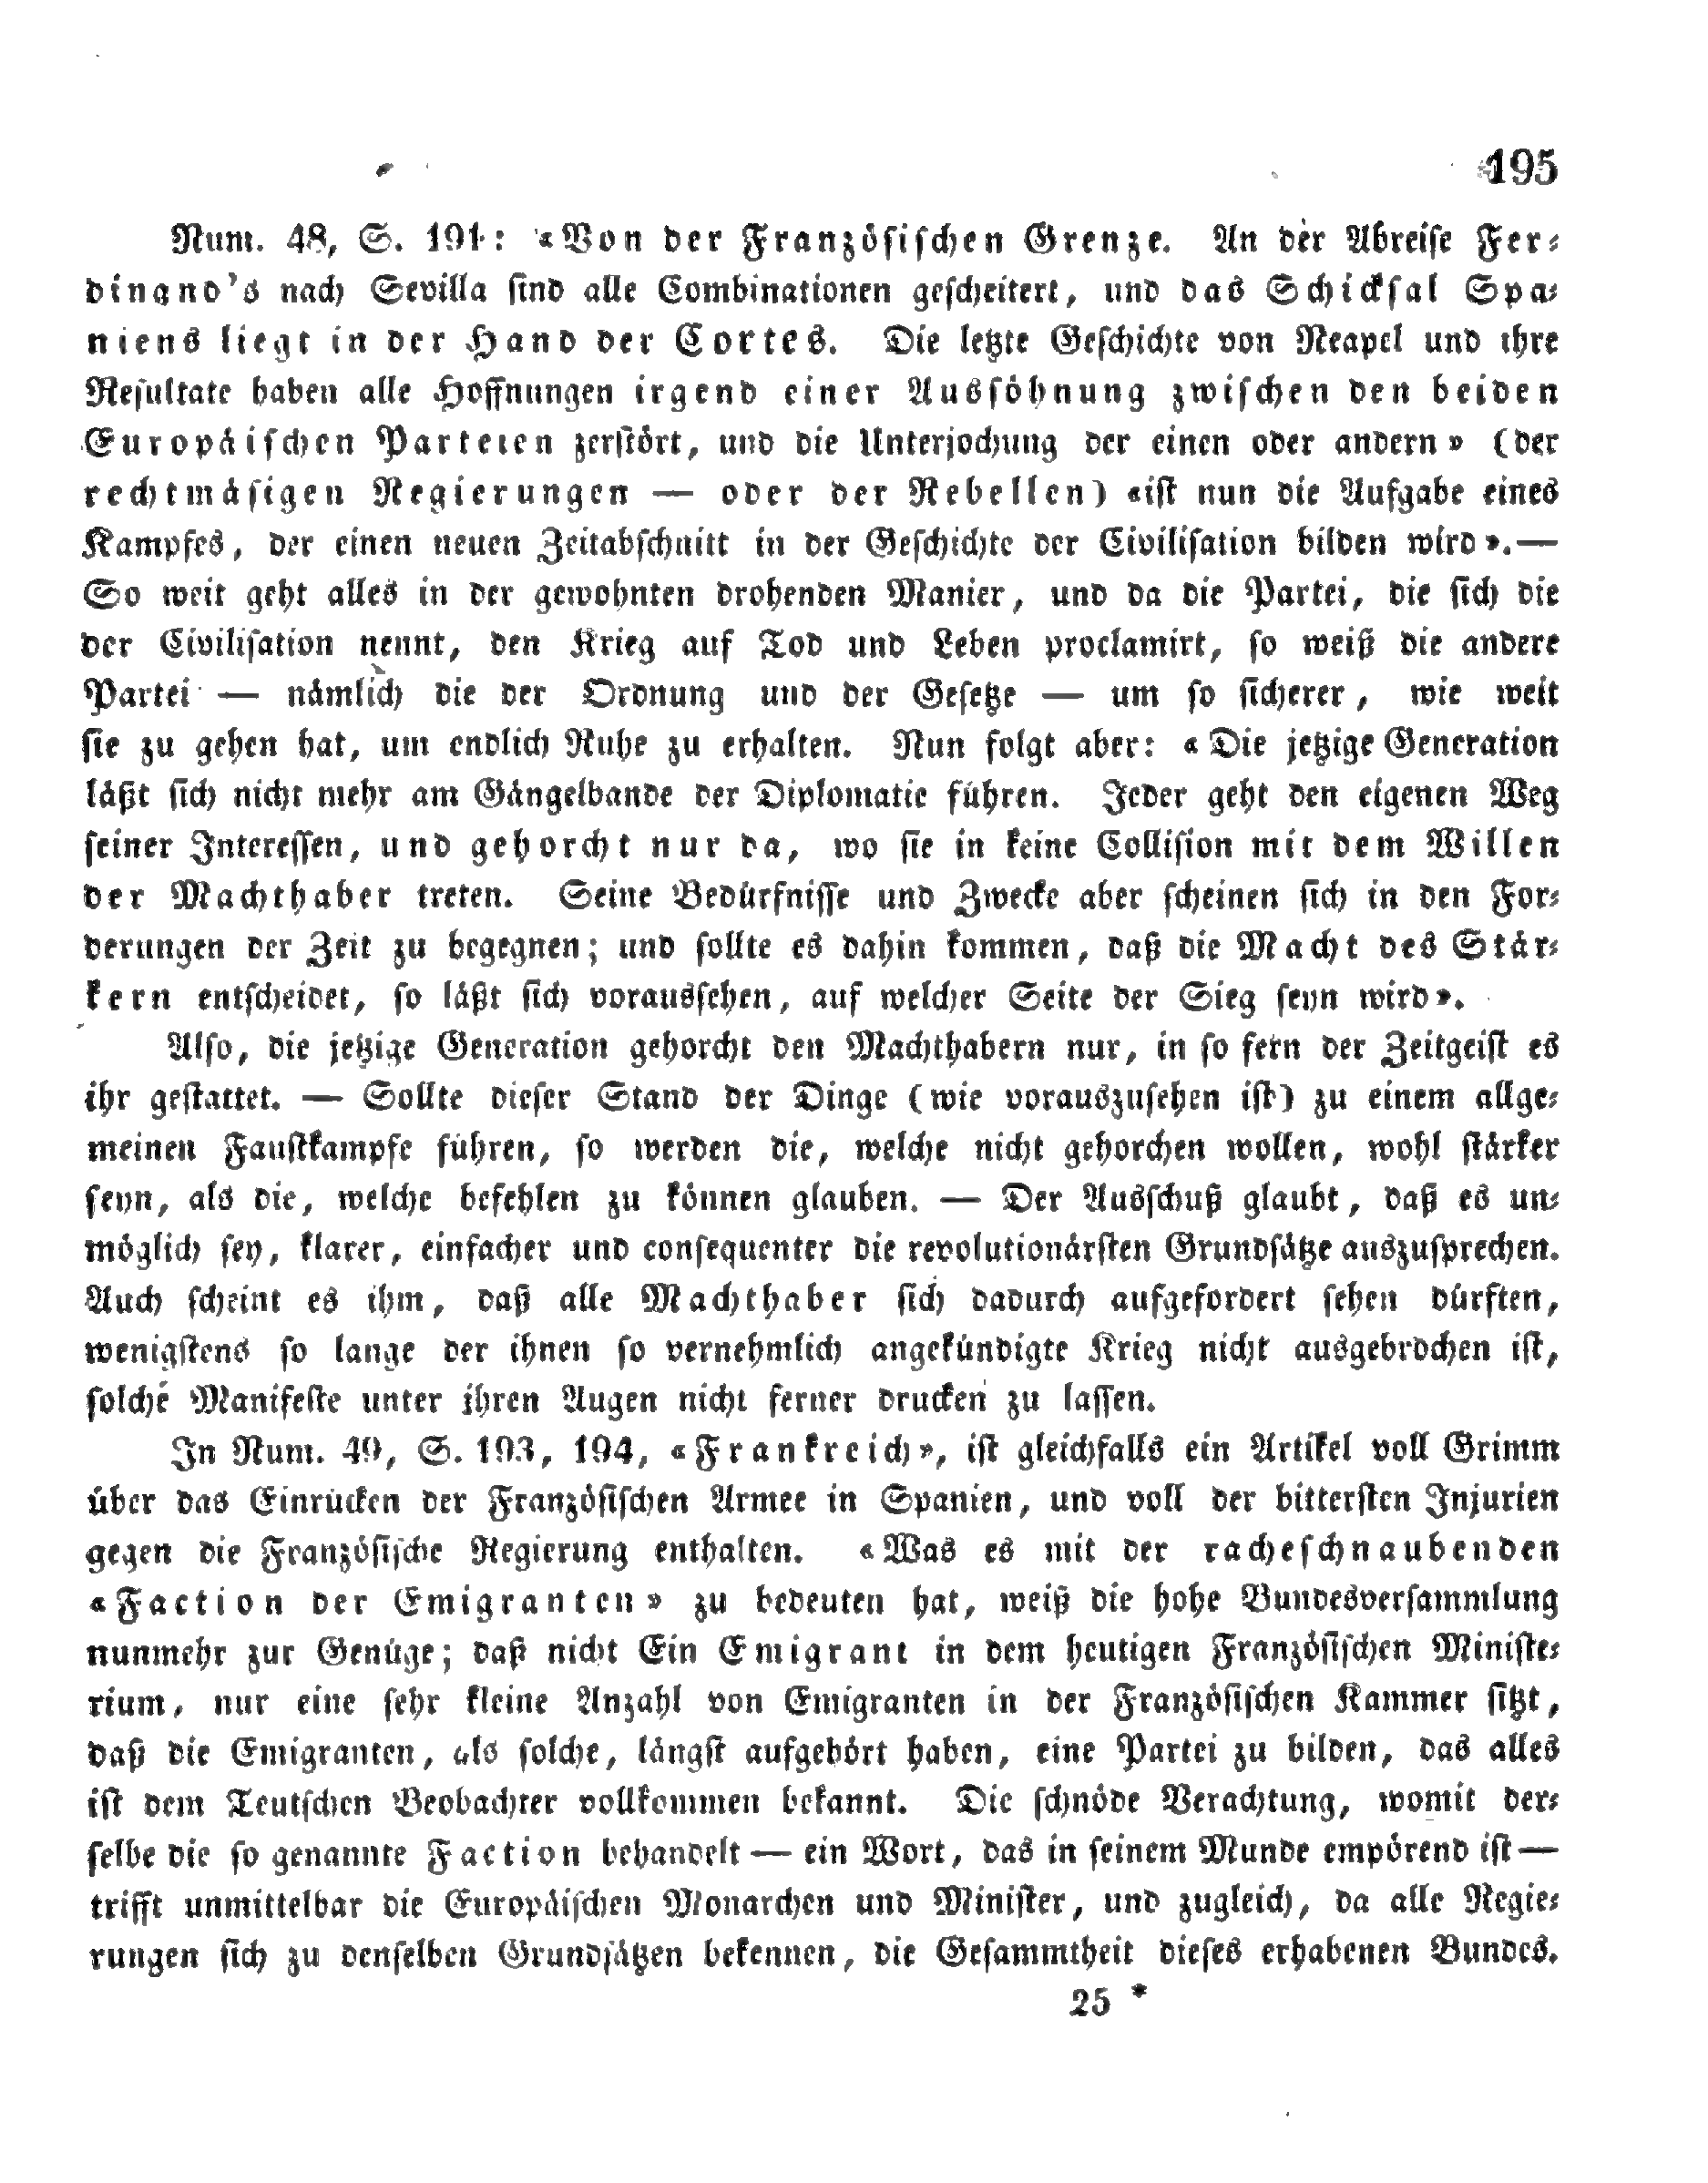 195
Num. 48, S. 191: «Von der Französischen Grenze. An der Abreise Fer-
dinand's nach Sevilla sind alle Combinationen gescheitert, und das Schicksal Spa-
niens liegt in der Hand der Cortes. Die letzte Geschichte von Neapel und ihre
Resultate haben alle Hoffnungen irgend einer Aussöhnung zwischen den beiden
Europäischen Parteien zerstört, und die Unterjochung der einen oder andern» (der
rechtmäsigen Regierungen — oder der Rebellen) «ist nun die Aufgabe eines
Kampfes, der einen neuen Zeitabschnitt in der Geschichte der Civilisation bilden wird».—
So weit geht alles in der gewohnten drohenden Manier, und da die Partei, die sich die
der Civilisation nennt, den Krieg auf Tod und Leben proclamirt, so weiß die andere
Partei — nämlich die der Ordnung und der Gesetze — um so sicherer, wie weit
sie zu gehen hat, um endlich Ruhe zu erhalten. Nun folgt aber: «Die jetzige Generation
läßt sich nicht mehr am Gängelbande der Diplomatie führen. Jeder geht den eigenen Weg
seiner Interessen, und gehorcht nur da, wo sie in keine Collision mit dem Willen
der Machthaber treten. Seine Bedürfnisse und Zwecke aber scheinen sich in den For-
derungen der Zeit zu begegnen; und sollte es dahin kommen, daß die Macht des Stär-
kern entscheidet, so läßt sich voraussehen, auf welcher Seite der Sieg seyn wird».
Also, die jetzige Generation gehorcht den Machthabern nur, in so fern der Zeitgeist es
ihr gestattet. — Sollte dieser Stand der Dinge (wie vorauszusehen ist) zu einem allge-
meinen Faustkampfe führen, so werden die, welche nicht gehorchen wollen, wohl stärker
seyn, als die, welche befehlen zu können glauben. — Der Ausschuß glaubt, daß es un-
möglich sey, klarer, einfacher und consequenter die revolutionärsten Grundsätze auszusprechen.
Auch scheint es ihm, daß alle Machthaber sich dadurch aufgefordert sehen dürften,
wenigstens so lange der ihnen so vernehmlich angekündigte Krieg nicht ausgebrochen ist,
solche Manifeste unter ihren Augen nicht ferner drucken zu lassen.
In Num. 49, S. 193, 194, «Frankreich», ist gleichfalls ein Artikel voll Grimm
über das Einrücken der Französischen Armee in Spanien, und voll der bittersten Injurien
gegen die Französische Regierung enthalten. «Was es mit der racheschnaubenden
«Faction der Emigranten» zu bedeuten hat, weiß die hohe Bundesversammlung
nunmehr zur Genüge; daß nicht Ein Emigrant in dem heutigen Französischen Ministe-
rium, nur eine sehr kleine Anzahl von Emigranten in der Französischen Kammer sitzt,
daß die Emigranten, als solche, längst aufgehört haben, eine Partei zu bilden, das alles
ist dem Teutschen Beobachter vollkommen bekannt. Die schnöde Verachtung, womit der-
selbe die so genannte Faction behandelt — ein Wort, das in seinem Munde empörend ist —
trifft unmittelbar die Europäischen Monarchen und Minister, und zugleich, da alle Regie-
rungen sich zu denselben Grundsätzen bekennen, die Gesammtheit dieses erhabenen Bundes.
25 *